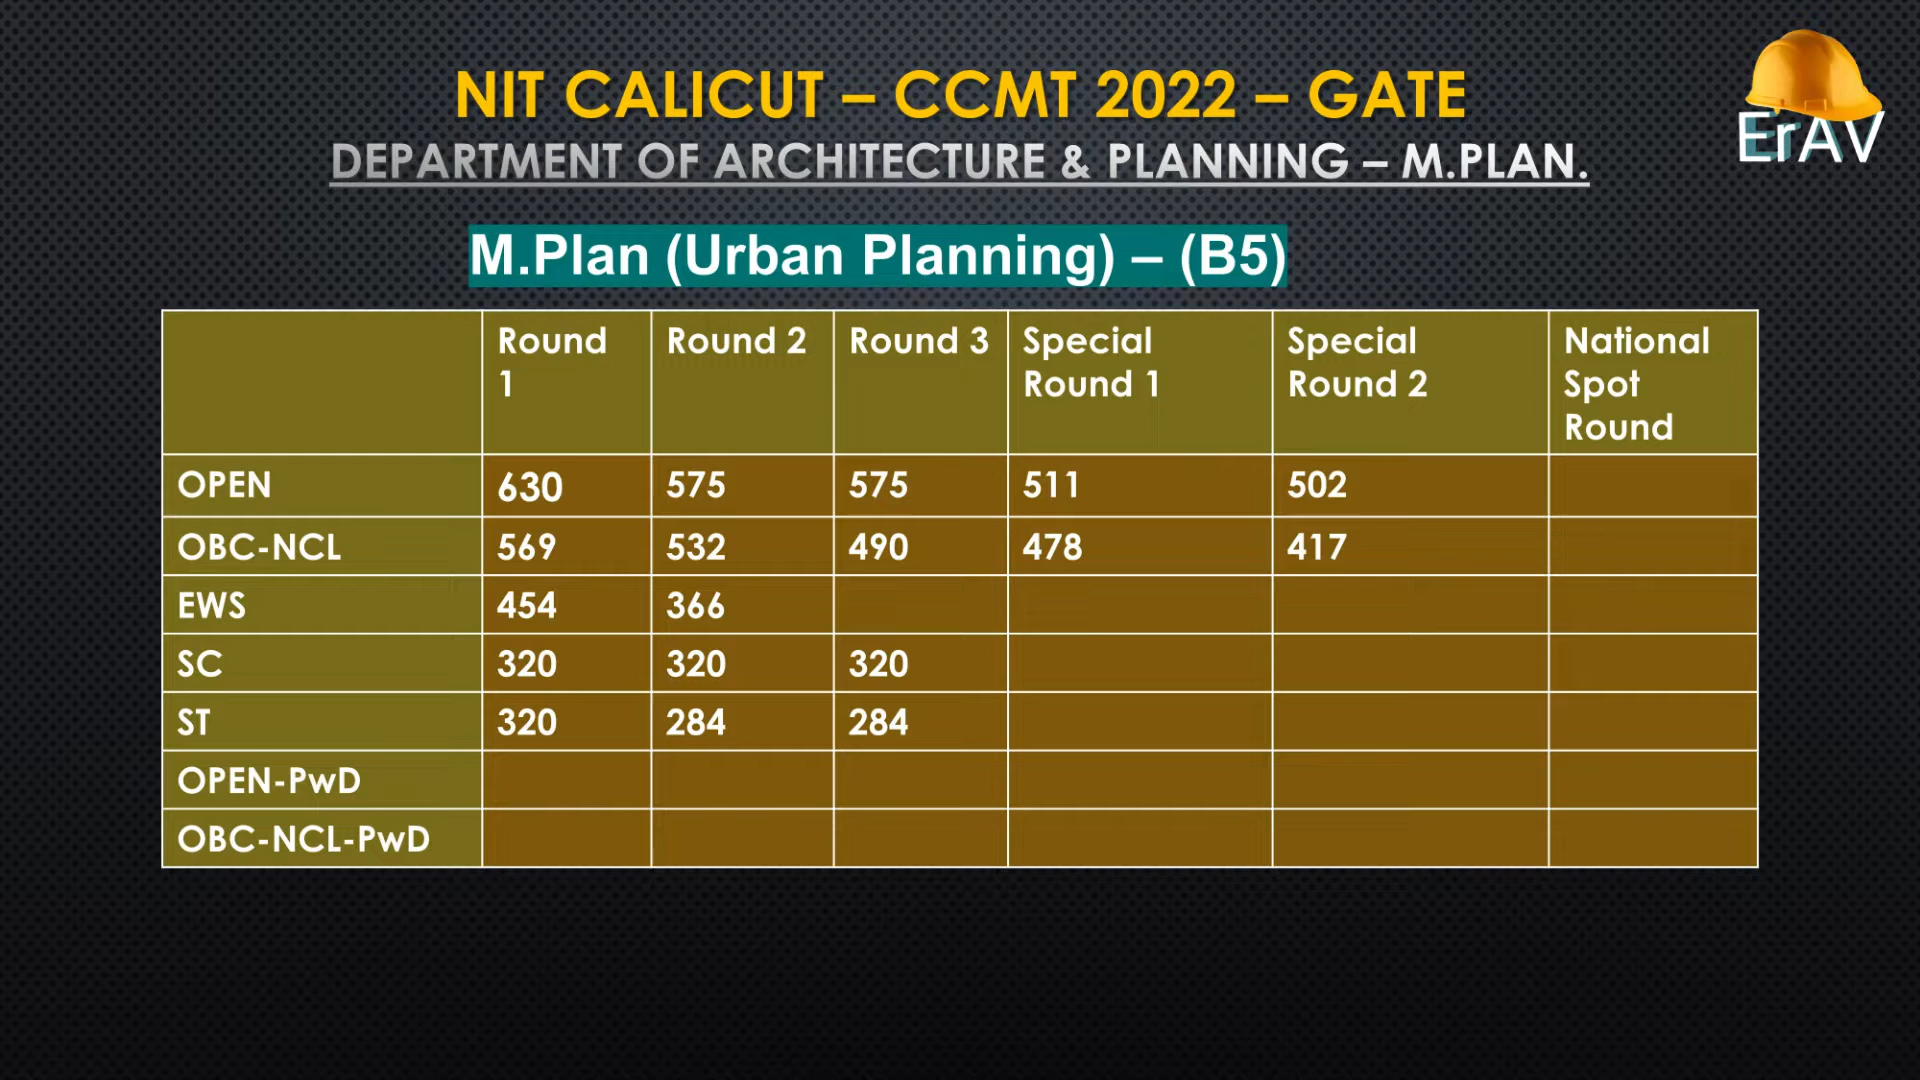 NIT CALICUT – CCMT 2022 – GATE
ErAV
DEPARTMENT OF ARCHITECTURE & PLANNING – M.PLAN.
M.Plan (Urban Planning) – (B5)
Round 1 Round 2 Round 3 Special Round 1 Special Round 2 National Spot Round
OPEN 630 575 575 511 502
OBC-NCL 569 532 490 478 417
EWS 454 366
SC 320 320 320
ST 320 284 284
OPEN-PwD
OBC-NCL-PwD